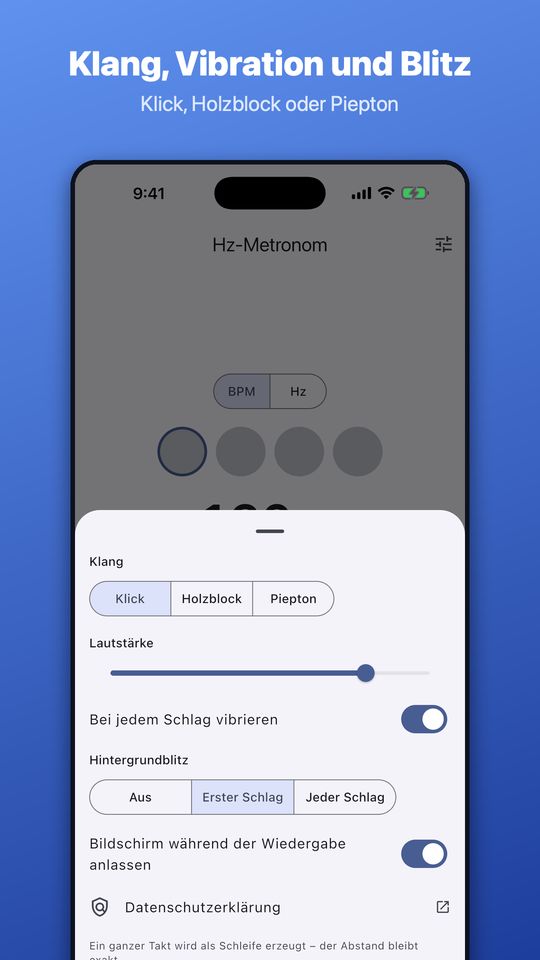 Klang, Vibration und Blitz
Klick, Holzblock oder Piepton
9:41
Hz-Metronom
BPM
Hz
Klang
Klick
Holzblock
Piepton
Lautstärke
Bei jedem Schlag vibrieren
Hintergrundblitz
Aus
Erster Schlag
Jeder Schlag
Bildschirm während der Wiedergabe
anlassen
Datenschutzerklärung
Ein ganzer Takt wird als Schleife erzeugt – der Abstand bleibt